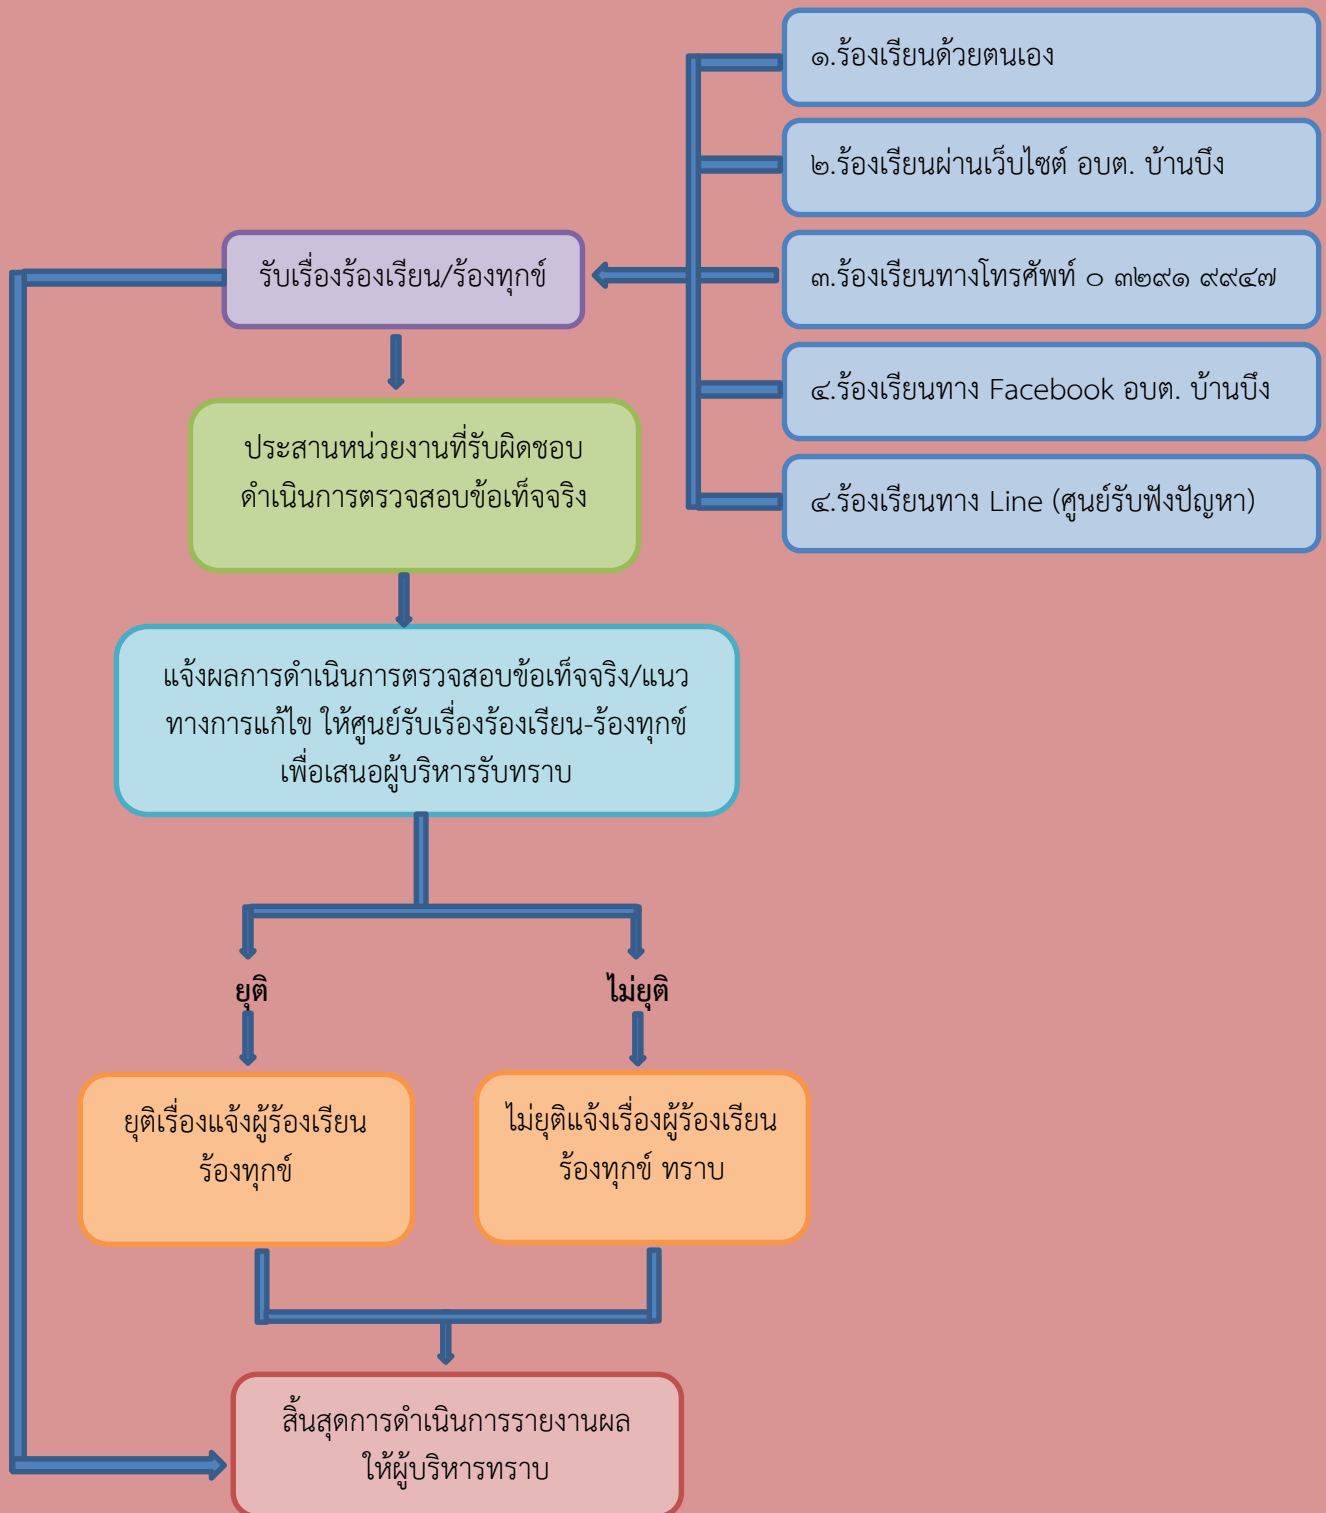 ๑.ร้องเรียนด้วยตนเอง
๒.ร้องเรียนผ่านเว็บไซต์ อบต. บ้านบึง
รับเรื่องร้องเรียน/ร้องทุกข์
๓.ร้องเรียนทางโทรศัพท์ ๐ ๓๒๙๑ ๙๙๔๗
๔.ร้องเรียนทาง Facebook อบต. บ้านบึง
๔.ร้องเรียนทาง Line (ศูนย์รับฟังปัญหา)
ประสานหน่วยงานที่รับผิดชอบ
ดำเนินการตรวจสอบข้อเท็จจริง
แจ้งผลการดำเนินการตรวจสอบข้อเท็จจริง/แนว
ทางการแก้ไข ให้ศูนย์รับเรื่องร้องเรียน-ร้องทุกข์
เพื่อเสนอผู้บริหารรับทราบ
ยุติ
ไม่ยุติ
ยุติเรื่องแจ้งผู้ร้องเรียน
ร้องทุกข์
ไม่ยุติแจ้งเรื่องผู้ร้องเรียน
ร้องทุกข์ ทราบ
สิ้นสุดการดำเนินการรายงานผล
ให้ผู้บริหารทราบ